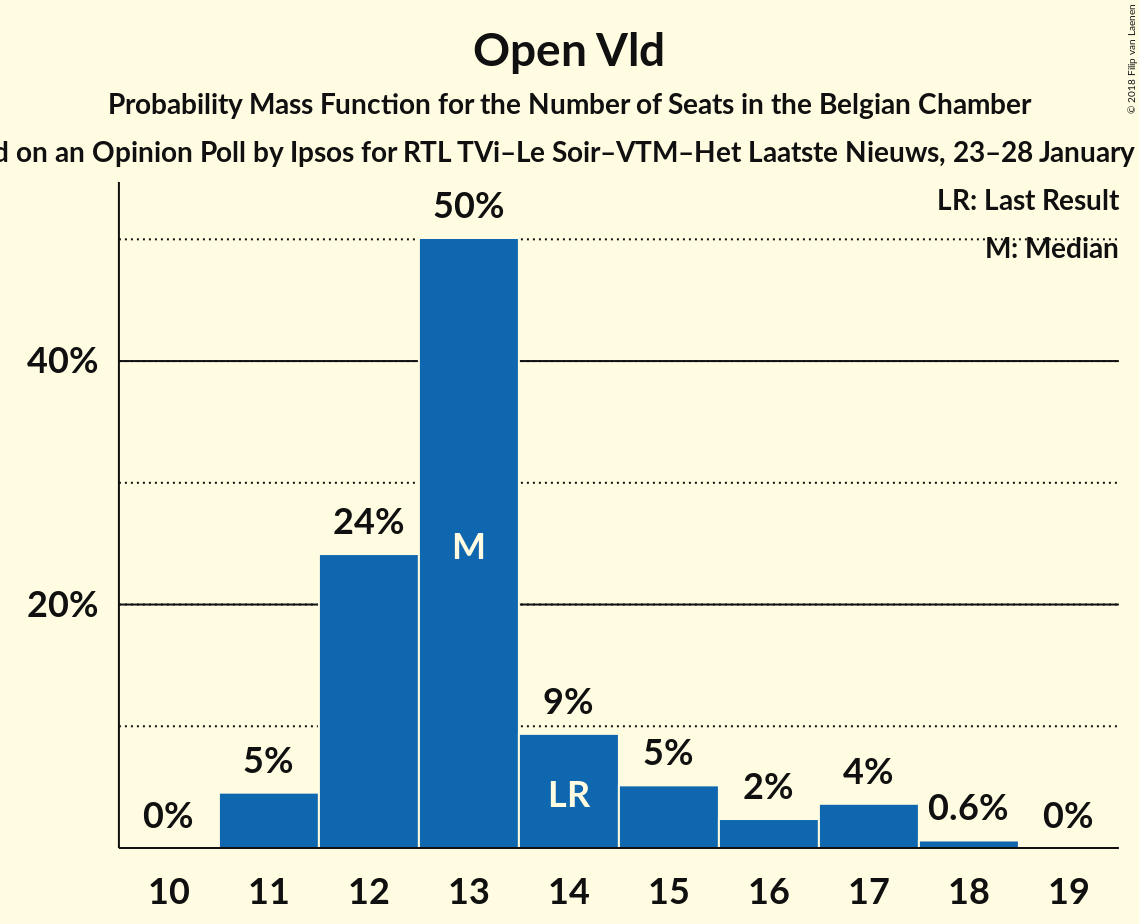 Open Vld
Probability Mass Function for the Number of Seats in the Belgian Chamber
on an Opinion Poll by Ipsos for RTL TVi–Le Soir–VTM–Het Laatste Nieuws, 23–28 January
© 2018 Filip van Laenen
LR: Last Result
M: Median
50%
40%
24%
M
20%
9%
5%
5%
LR
2%
4%
0.6%
0%
0%
10 11 12 13 14 15 16 17 18 19